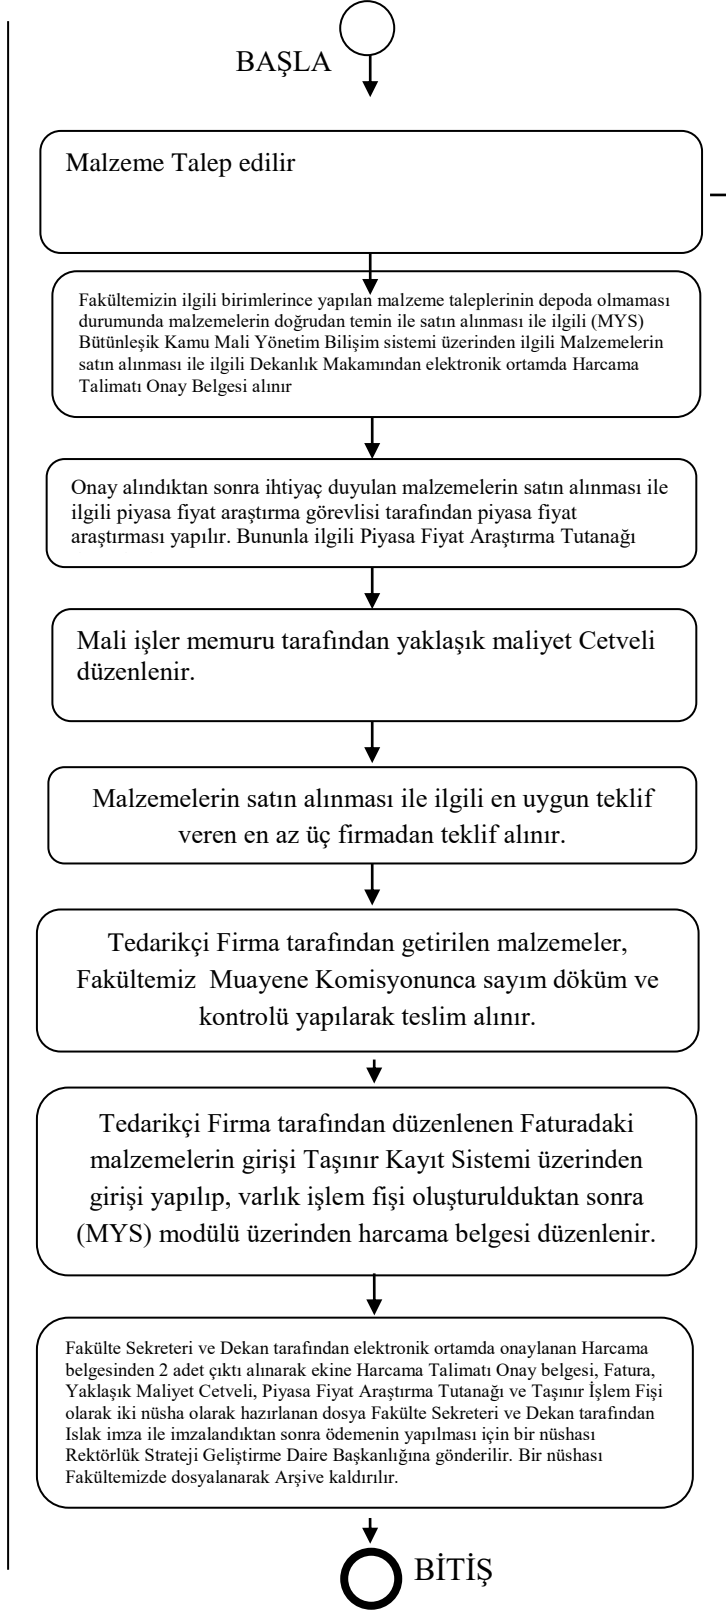 BAŞLA
Malzeme Talep edilir
Fakültemizin ilgili birimlerince yapılan malzeme taleplerinin depoda olmaması
durumunda malzemelerin doğrudan temin ile satın alınması ile ilgili (MYS)
Bütünleşik Kamu Mali Yönetim Bilişim sistemi üzerinden ilgili Malzemelerin
satın alınması ile ilgili Dekanlık Makamından elektronik ortamda Harcama
Talimatı Onay Belgesi alınır
Onay alındıktan sonra ihtiyaç duyulan malzemelerin satın alınması ile
ilgili piyasa fiyat araştırma görevlisi tarafından piyasa fiyat
araştırması yapılır. Bununla ilgili Piyasa Fiyat Araştırma Tutanağı
Mali işler memuru tarafından yaklaşık maliyet Cetveli
düzenlenir.
Malzemelerin satın alınması ile ilgili en uygun teklif
veren en az üç firmadan teklif alınır.
Tedarikçi Firma tarafından getirilen malzemeler,
Fakültemiz  Muayene Komisyonunca sayım döküm ve
kontrolü yapılarak teslim alınır.
Tedarikçi Firma tarafından düzenlenen Faturadaki
malzemelerin girişi Taşınır Kayıt Sistemi üzerinden
girişi yapılıp, varlık işlem fişi oluşturulduktan sonra
(MYS) modülü üzerinden harcama belgesi düzenlenir.
Fakülte Sekreteri ve Dekan tarafından elektronik ortamda onaylanan Harcama
belgesinden 2 adet çıktı alınarak ekine Harcama Talimatı Onay belgesi, Fatura,
Yaklaşık Maliyet Cetveli, Piyasa Fiyat Araştırma Tutanağı ve Taşınır İşlem Fişi
olarak iki nüsha olarak hazırlanan dosya Fakülte Sekreteri ve Dekan tarafından
Islak imza ile imzalandıktan sonra ödemenin yapılması için bir nüshası
Rektörlük Strateji Geliştirme Daire Başkanlığına gönderilir. Bir nüshası
Fakültemizde dosyalanarak Arşive kaldırılır.
BİTİŞ